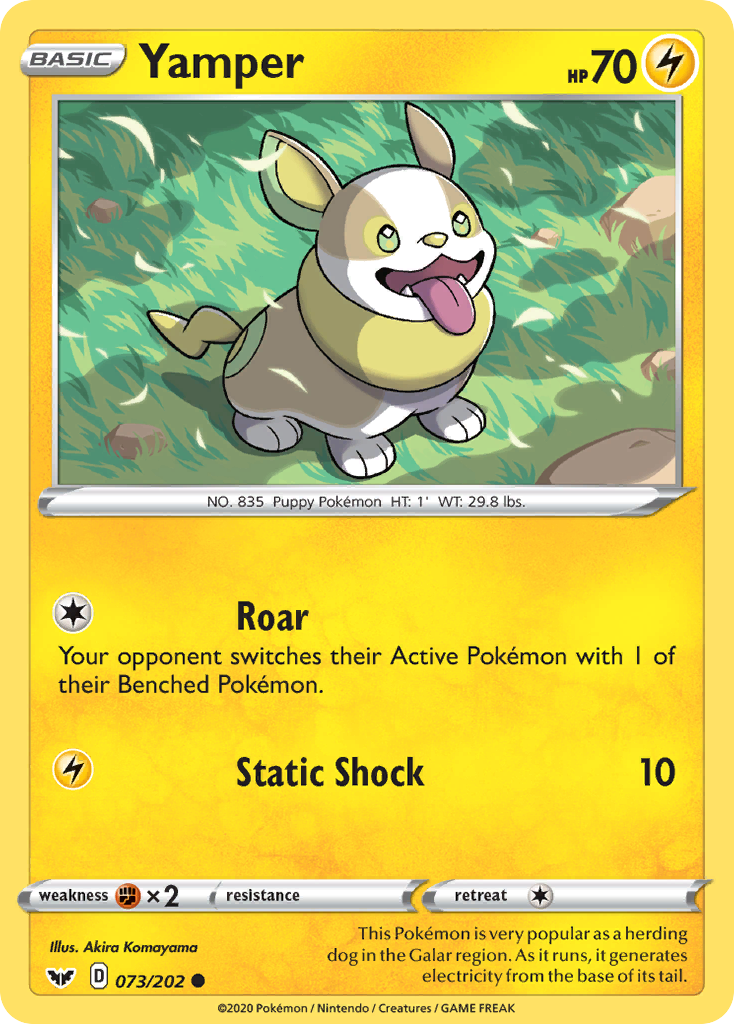 BASIC Yamper HP 70
NO. 835 Puppy Pokémon HT: 1' WT: 29.8 lbs.
Roar
Your opponent switches their Active Pokémon with 1 of
their Benched Pokémon.
Static Shock 10
weakness ×2 resistance retreat
Illus. Akira Komayama
This Pokémon is very popular as a herding
dog in the Galar region. As it runs, it generates
electricity from the base of its tail.
D 073/202
©2020 Pokémon / Nintendo / Creatures / GAME FREAK